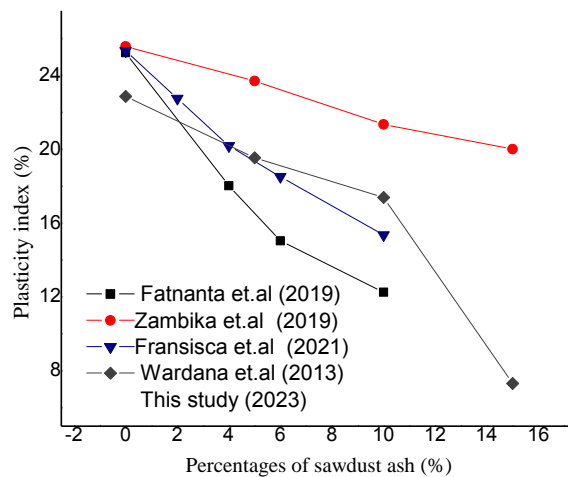 Plasticity index (%)
24
20
16
12
8
Fatnanta et.al (2019)
Zambika et.al (2019)
Fransisca et.al (2021)
Wardana et.al (2013)
This study (2023)
-2 0 2 4 6 8 10 12 14 16
Percentages of sawdust ash (%)